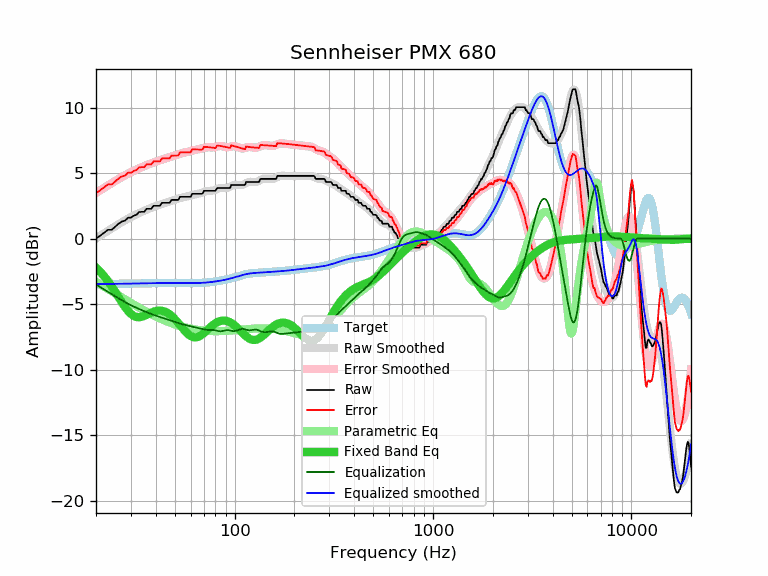 Sennheiser PMX 680
Amplitude (dBr)
10
5
0
−5
−10
−15
−20
Target
Raw Smoothed
Error Smoothed
Raw
Error
Parametric Eq
Fixed Band Eq
Equalization
Equalized smoothed
100 1000 10000
Frequency (Hz)